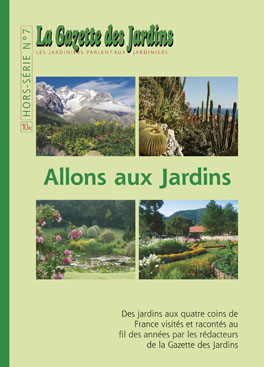 HORS-SÉRIE N°7
La Gazette des Jardins
LES JARDINIERS PARLENT AUX JARDINIERS
Allons aux Jardins
Des jardins aux quatre coins de
France visités et racontés au
fil des années par les rédacteurs
de la Gazette des Jardins